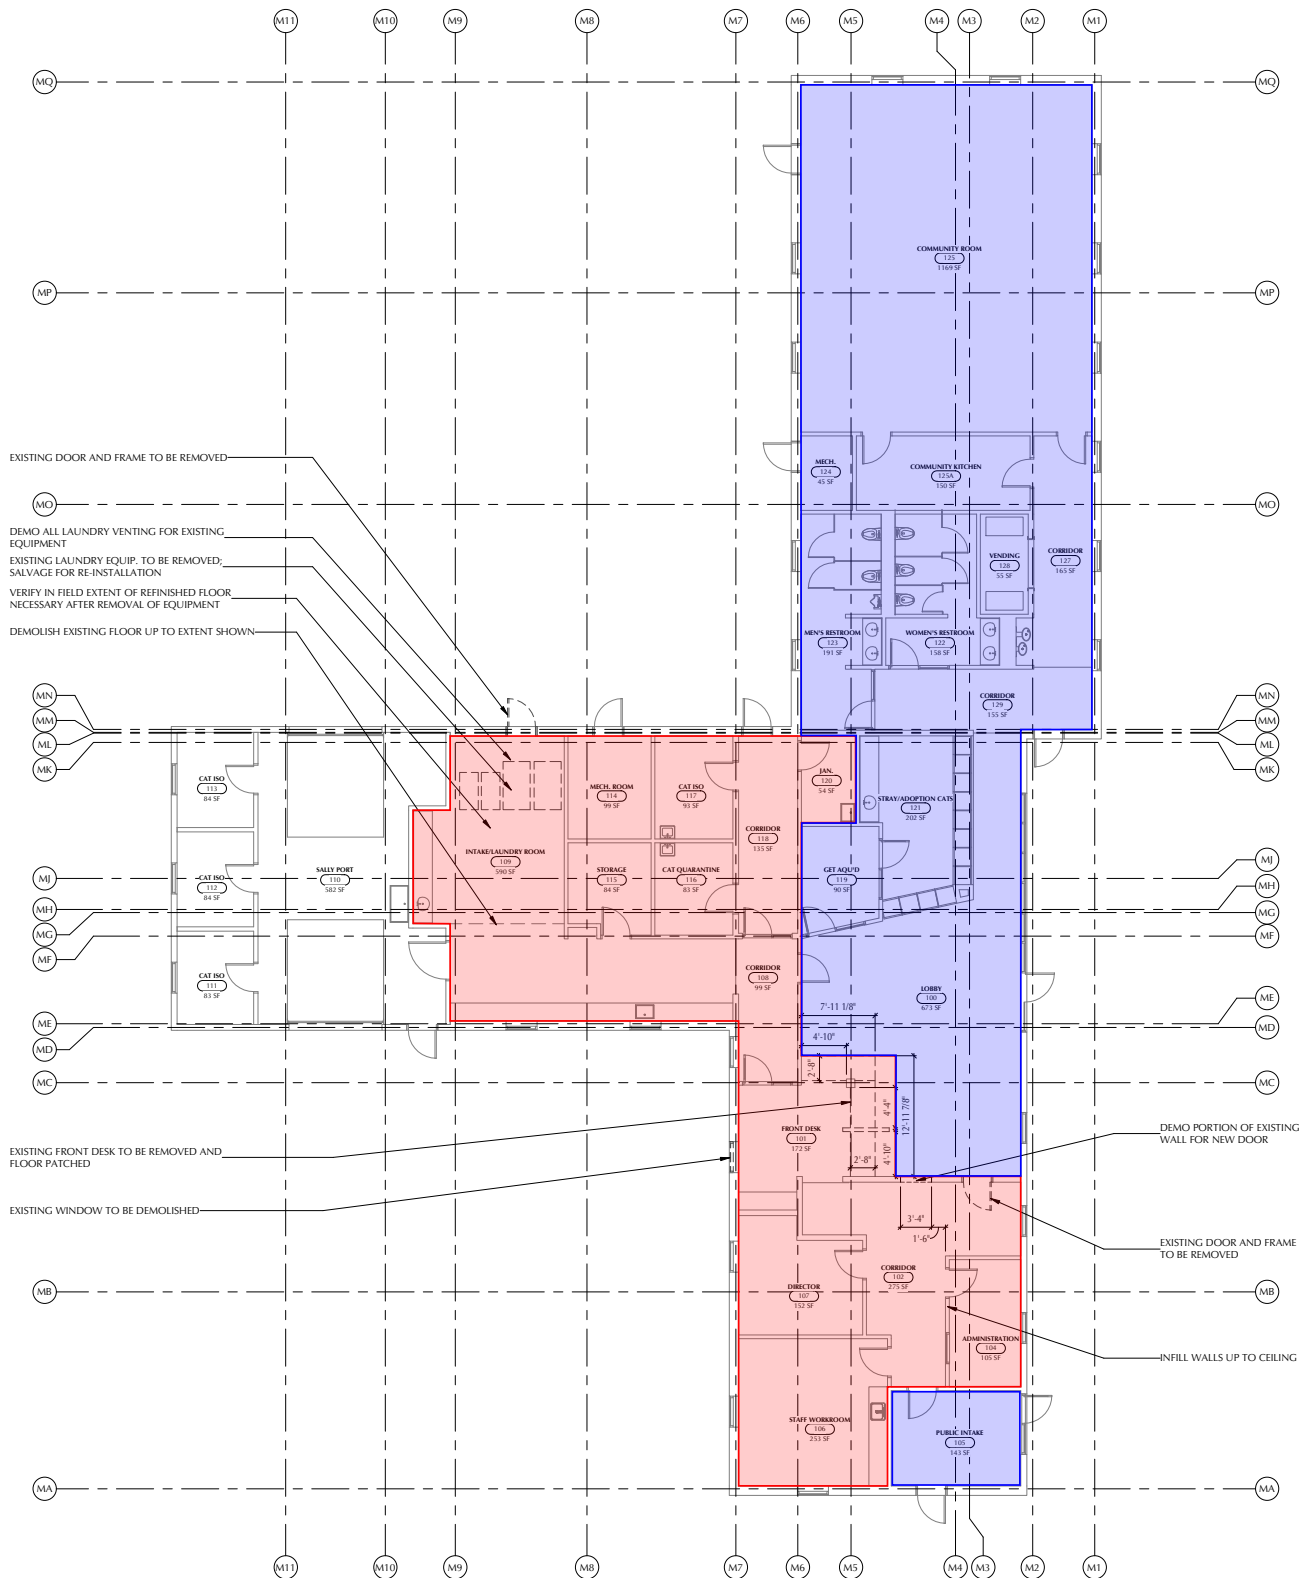 M11
M10
M9
M8
M7
M6
M5
M4
M3
M2
M1
MQ
MQ
COMMUNITY ROOM
125
1169 SF
MP
MP
EXISTING DOOR AND FRAME TO BE REMOVED
MECH.
124
45 SF
COMMUNITY KITCHEN
125A
150 SF
MO
MO
DEMO ALL LAUNDRY VENTING FOR EXISTING
EQUIPMENT
EXISTING LAUNDRY EQUIP. TO BE REMOVED;
SALVAGE FOR RE-INSTALLATION
VERIFY IN FIELD EXTENT OF REFINISHED FLOOR
NECESSARY AFTER REMOVAL OF EQUIPMENT
DEMOLISH EXISTING FLOOR UP TO EXTENT SHOWN
VENDING
128
55 SF
CORRIDOR
127
165 SF
MEN'S RESTROOM
123
191 SF
WOMEN'S RESTROOM
122
158 SF
CORRIDOR
129
155 SF
MN
MM
ML
MK
MN
MM
ML
MK
CAT ISO
113
84 SF
MECH. ROOM
114
99 SF
CAT ISO
117
93 SF
JAN.
120
54 SF
STRAY/ADOPTION CATS
121
202 SF
CORRIDOR
118
135 SF
INTAKE/LAUNDRY ROOM
109
590 SF
SALLY PORT
110
582 SF
CAT ISO
112
84 SF
STORAGE
115
84 SF
CAT QUARANTINE
116
83 SF
GET AQU'D
119
90 SF
MJ
MH
MG
MF
MJ
MH
MG
MF
CAT ISO
111
83 SF
CORRIDOR
108
99 SF
LOBBY
100
673 SF
ME
MD
MC
ME
MD
MC
7'-11 1/8"
4'-10"
2'-8"
4'-4"
12'-11 7/8"
4'-10"
2'-8"
FRONT DESK
101
172 SF
EXISTING FRONT DESK TO BE REMOVED AND
FLOOR PATCHED
DEMO PORTION OF EXISTING
WALL FOR NEW DOOR
EXISTING WINDOW TO BE DEMOLISHED
3'-4"
1'-6"
EXISTING DOOR AND FRAME
TO BE REMOVED
CORRIDOR
102
275 SF
DIRECTOR
107
152 SF
MB
MB
ADMINISTRATION
104
105 SF
INFILL WALLS UP TO CEILING
STAFF WORKROOM
106
253 SF
PUBLIC INTAKE
105
143 SF
MA
MA
M11
M10
M9
M8
M7
M6
M5
M4
M3
M2
M1